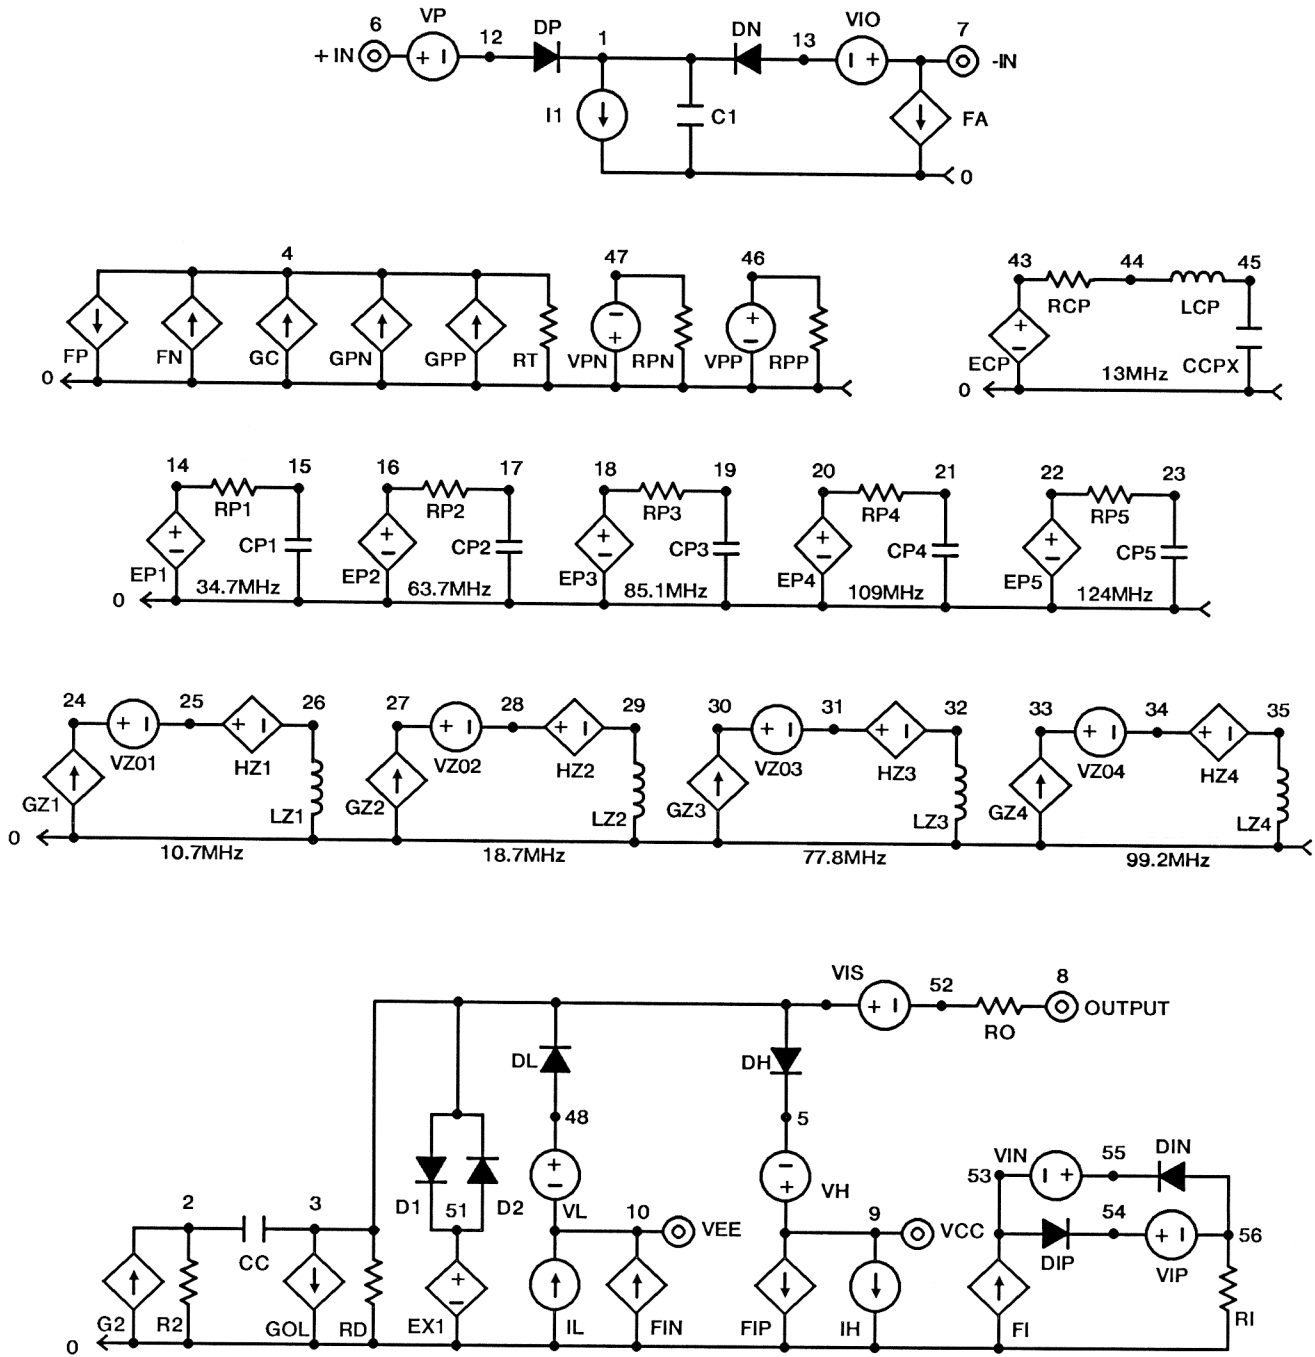 6 VP 12 DP 1 DN 13 VIO 7
+ IN + I I + -IN
I1 C1 FA
0
4 47 46 43 44 45
RCP LCP
FP FN GC GPN GPP RT VPN RPN VPP RPP ECP CCPX
0 0 13MHz
14 15 16 17 18 19 20 21 22 23
RP1 RP2 RP3 RP4 RP5
CP1 CP2 CP3 CP4 CP5
EP1 EP2 EP3 EP4 EP5
0 34.7MHz 63.7MHz 85.1MHz 109MHz 124MHz
24 25 26 27 28 29 30 31 32 33 34 35
VZ01 HZ1 VZ02 HZ2 VZ03 HZ3 VZ04 HZ4
GZ1 LZ1 GZ2 LZ2 GZ3 LZ3 GZ4 LZ4
0 10.7MHz 18.7MHz 77.8MHz 99.2MHz
VIS 52 8
OUTPUT
RO
DL DH
48 5
VIN 55 DIN
53
D1 51 D2 VL VH
2 3 10 VEE 9 VCC 54 56
CC DIP VIP
G2 R2 GOL RD EX1 IL FIN FIP IH FI RI
0